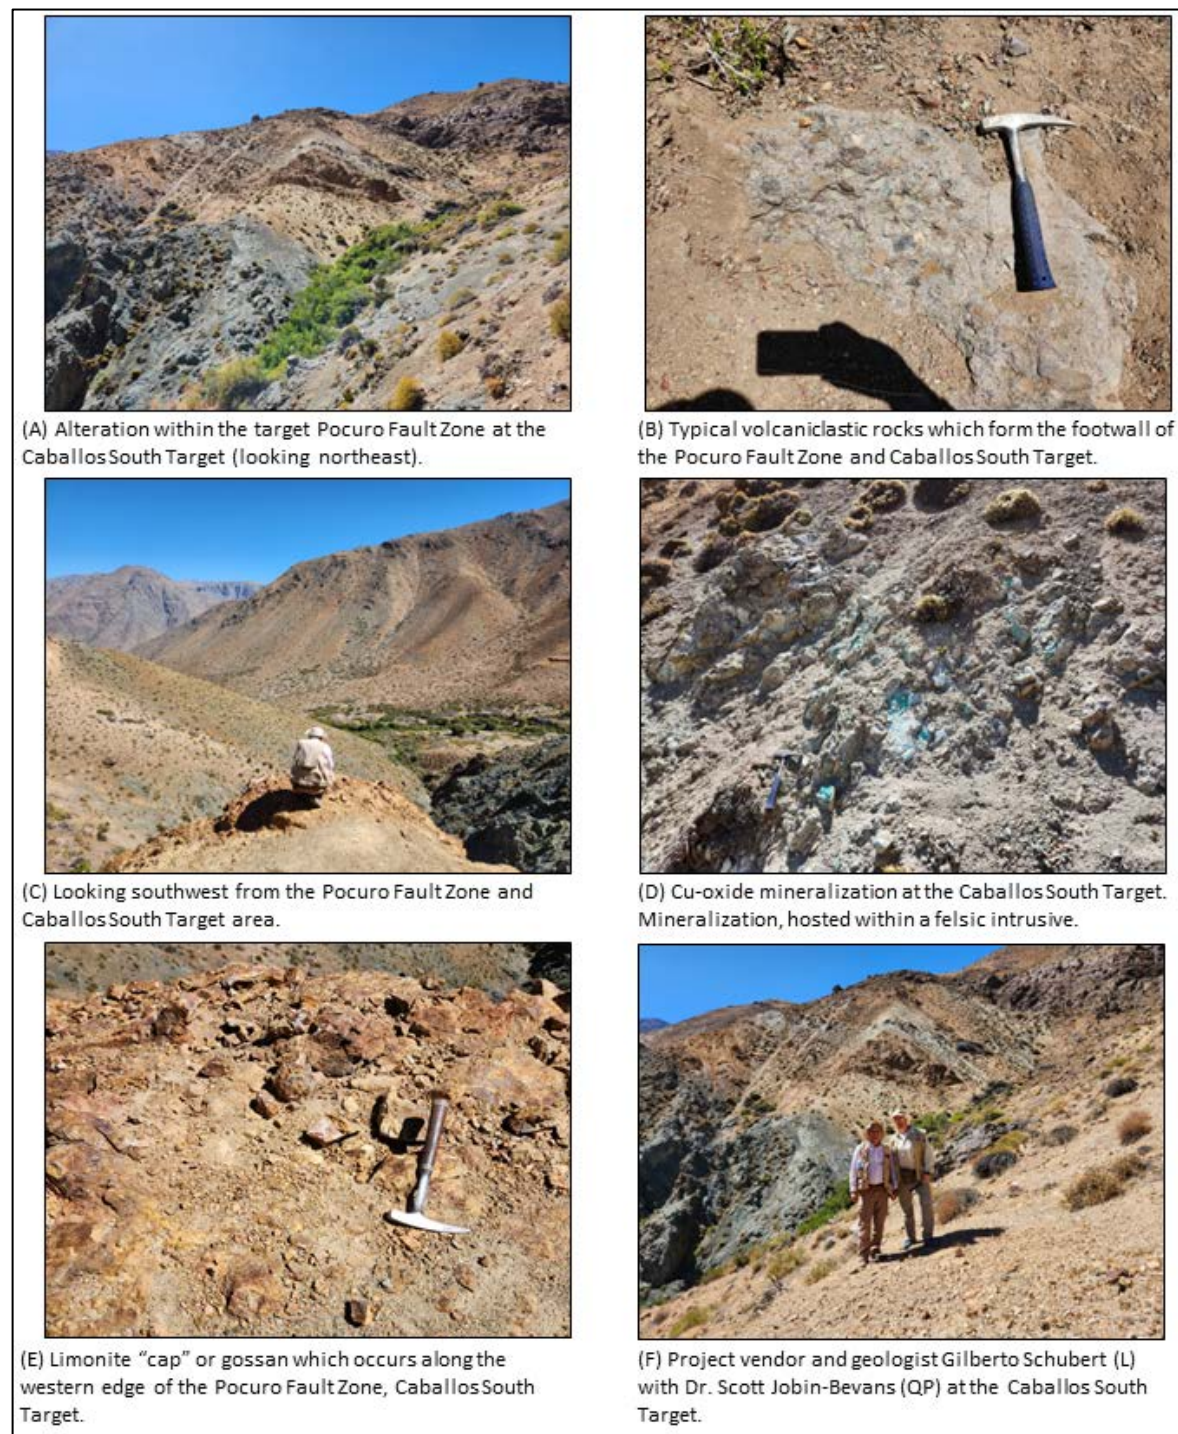 (A) Alteration within the target Pocuro Fault Zone at the
Caballos South Target (looking northeast).
(B) Typical volcaniclastic rocks which form the footwall of
the Pocuro Fault Zone and Caballos South Target.
(C) Looking southwest from the Pocuro Fault Zone and
Caballos South Target area.
(D) Cu-oxide mineralization at the Caballos South Target.
Mineralization, hosted within a felsic intrusive.
(E) Limonite “cap” or gossan which occurs along the
western edge of the Pocuro Fault Zone, Caballos South
Target.
(F) Project vendor and geologist Gilberto Schubert (L)
with Dr. Scott Jobin-Bevans (QP) at the Caballos South
Target.